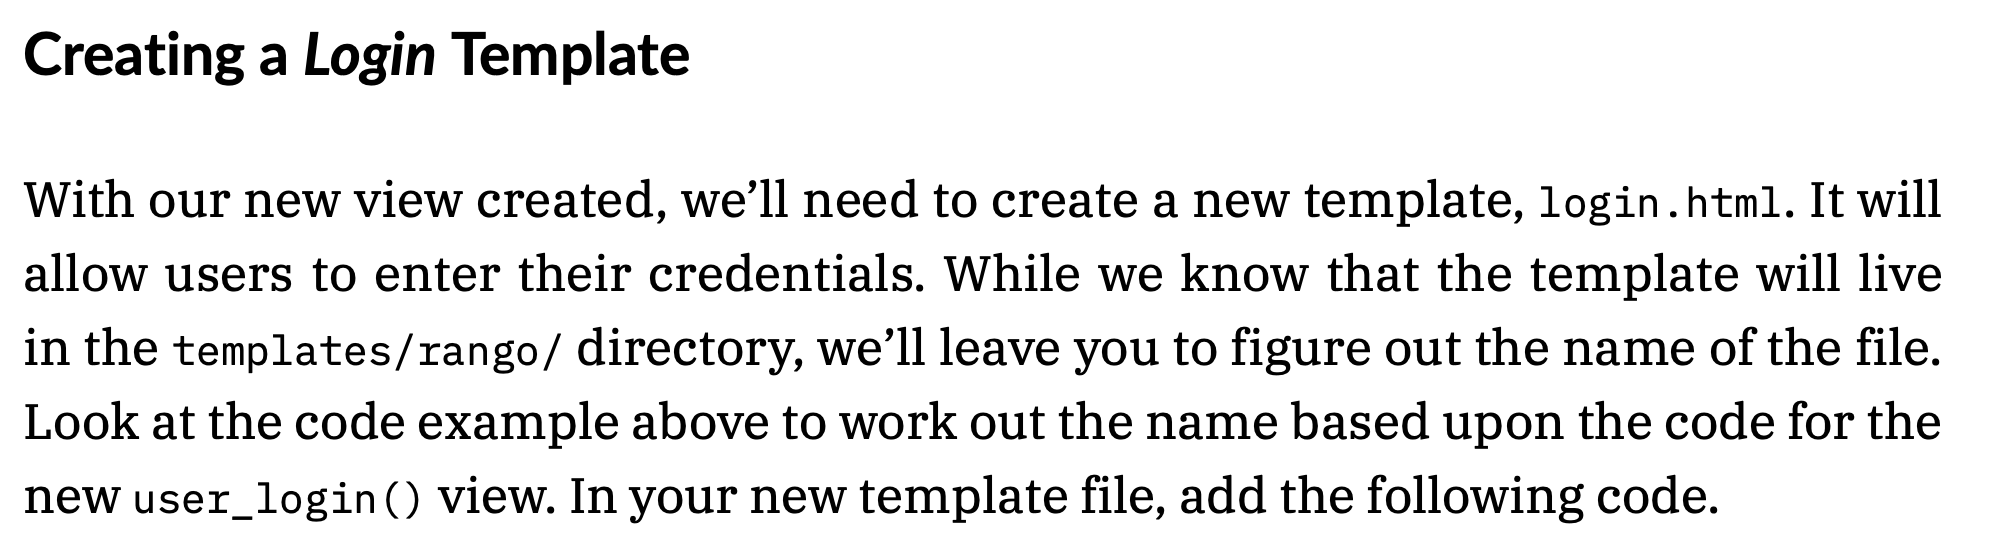 Creating a Login Template
With our new view created, we’ll need to create a new template, login.html. It will
allow users to enter their credentials. While we know that the template will live
in the templates/rango/ directory, we’ll leave you to figure out the name of the file.
Look at the code example above to work out the name based upon the code for the
new user_login() view. In your new template file, add the following code.